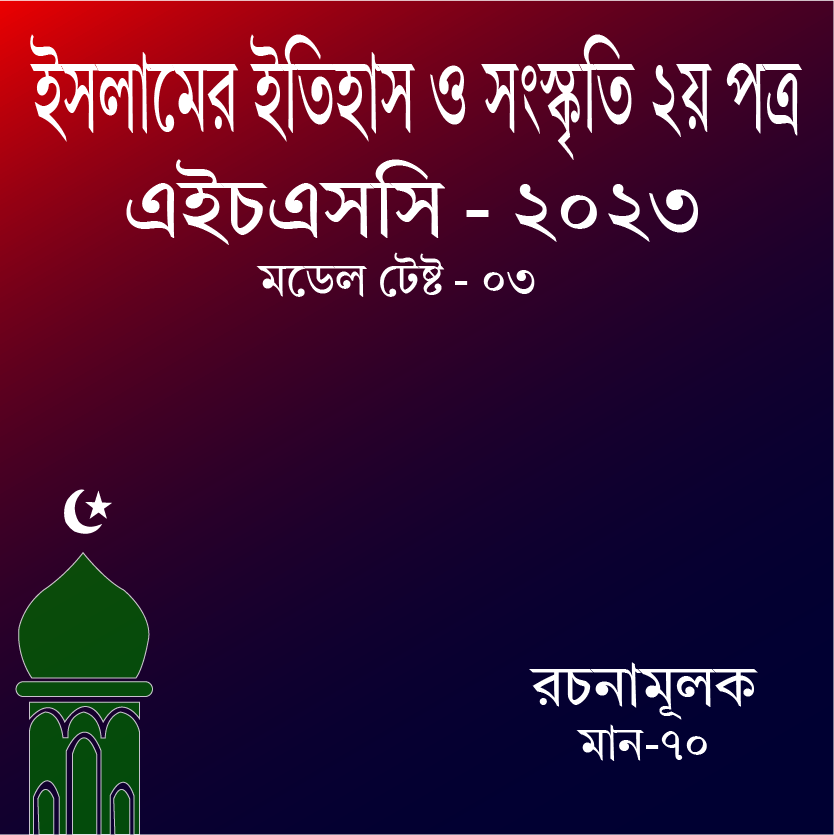 ইসলামের ইতিহাস ও সংস্কৃতি ২য় পত্র
এইচএসসি - ২০২৩
মডেল টেষ্ট - ০৩
রচনামূলক
মান-৭০